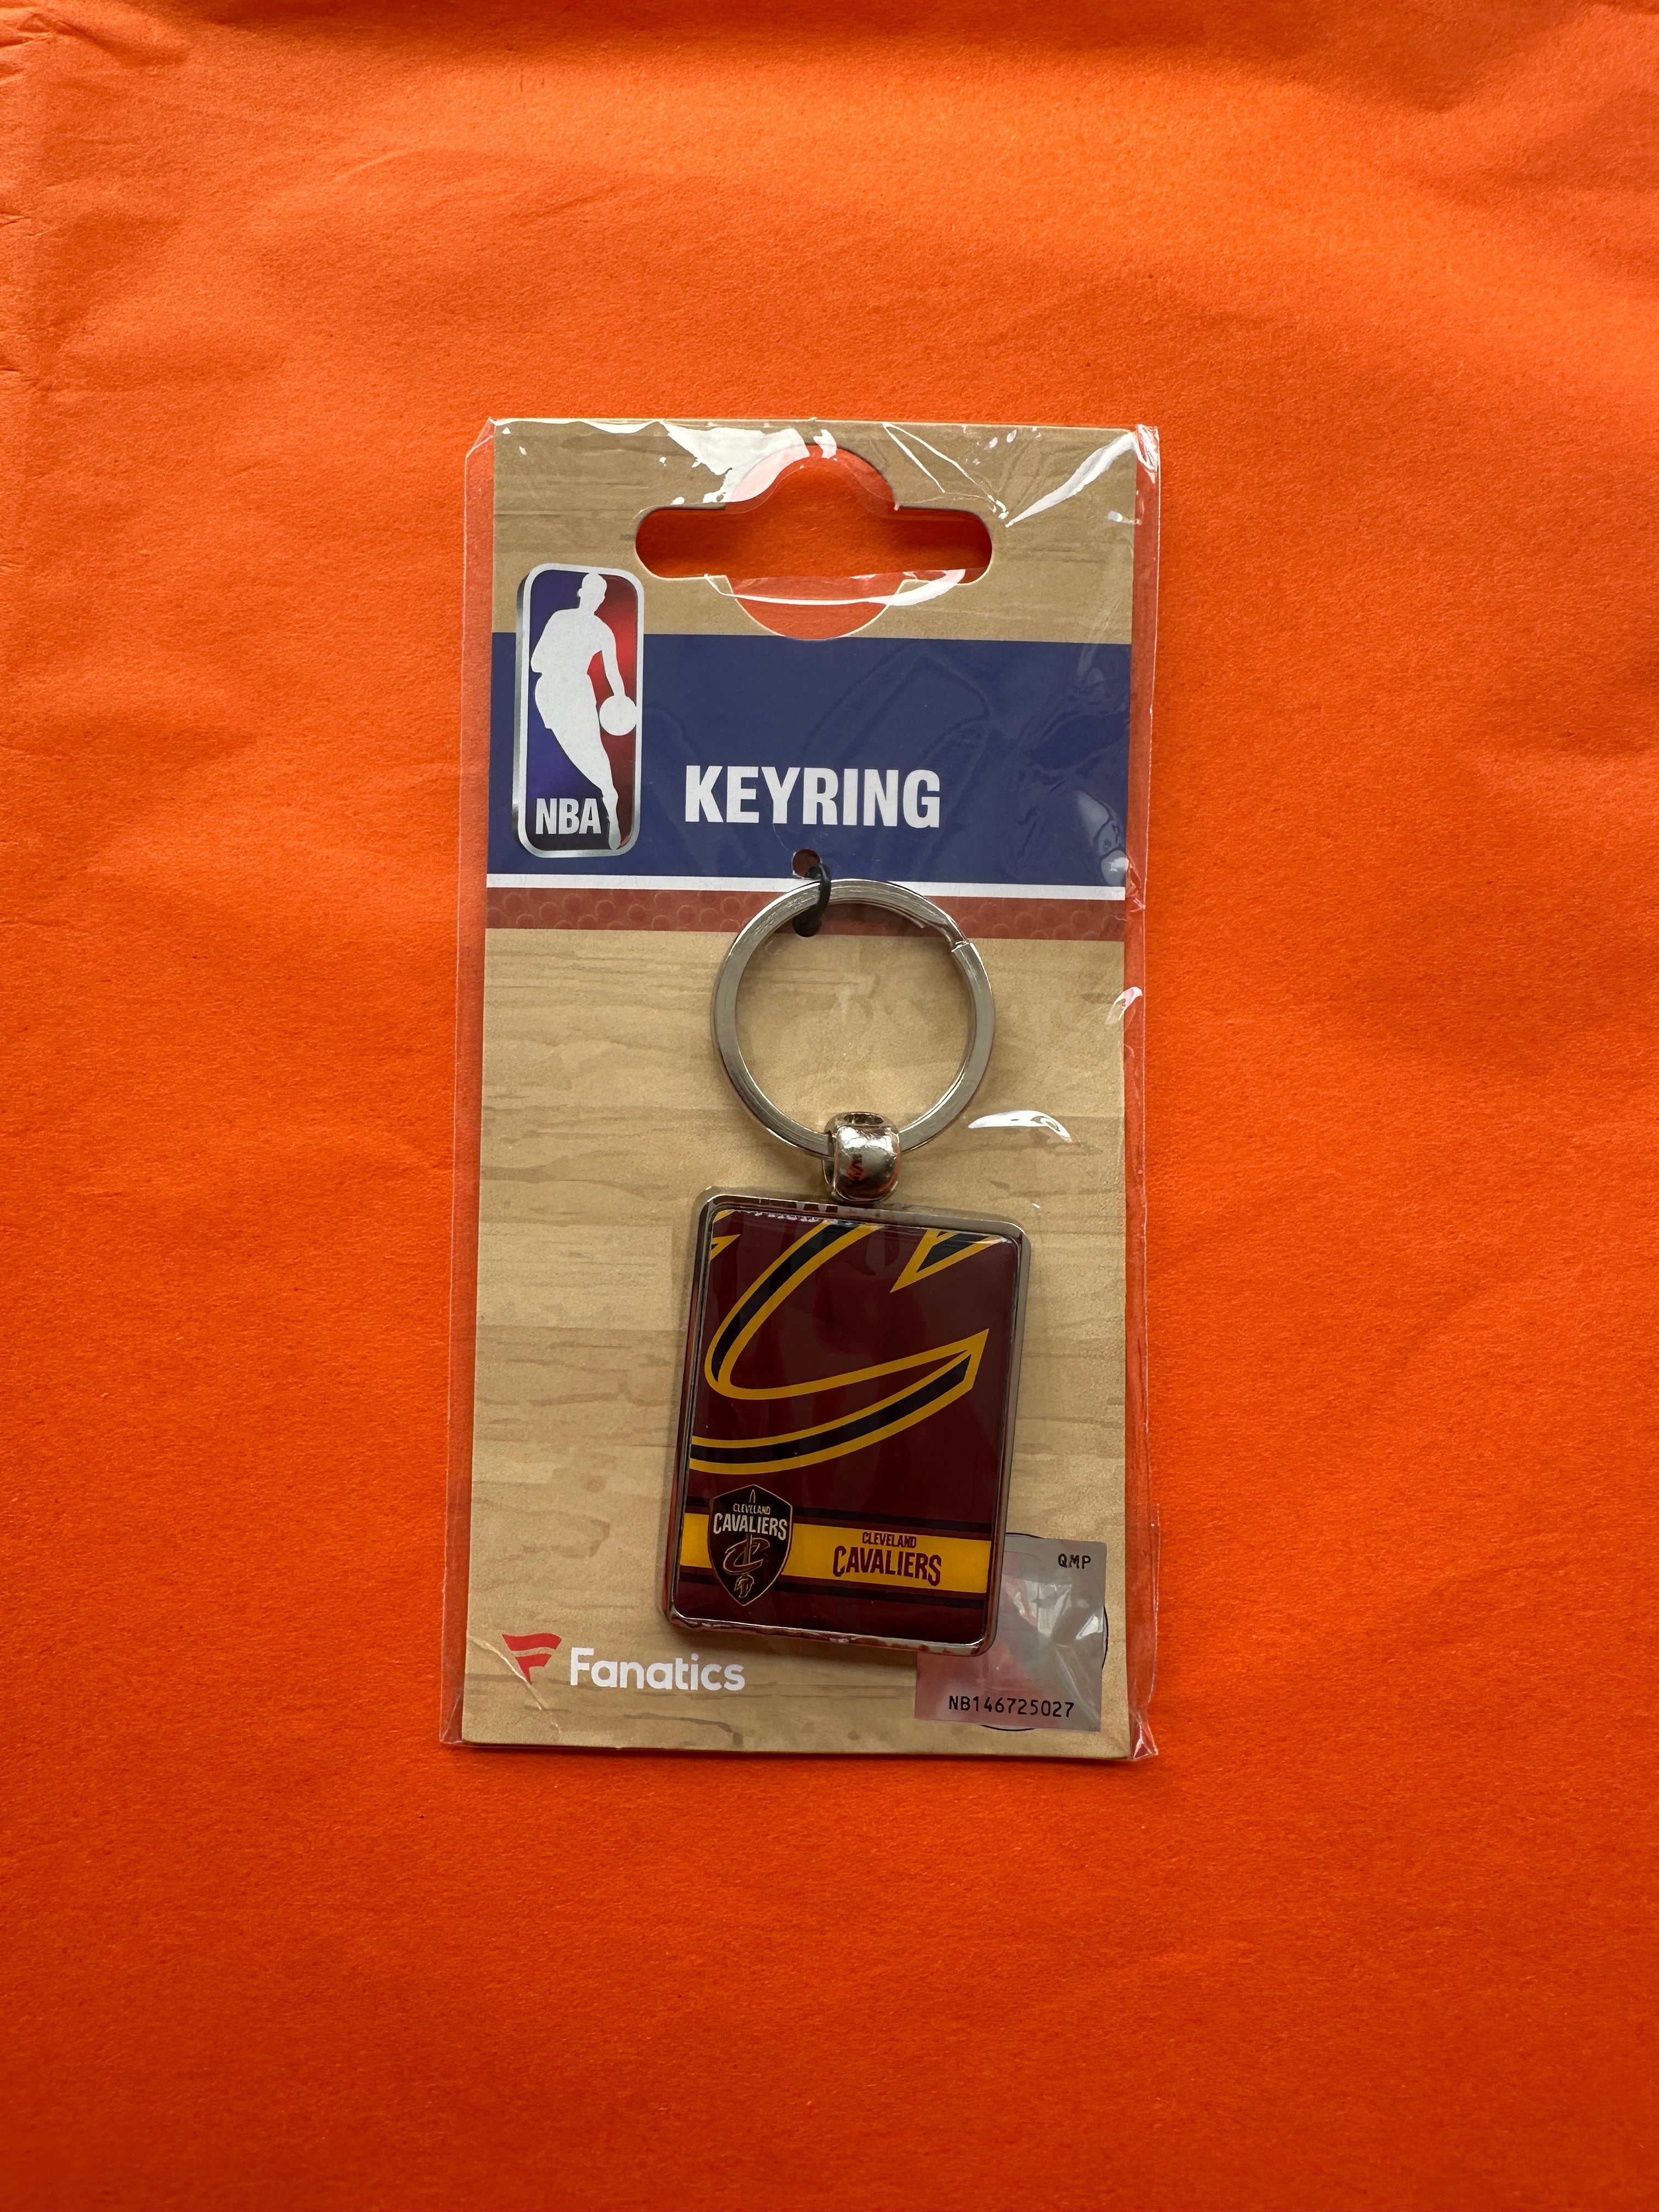 NBA
KEYRING
CLEVELAND
CAVALIERS
CLEVELAND
CAVALIERS
QMP
Fanatics
NB146725027